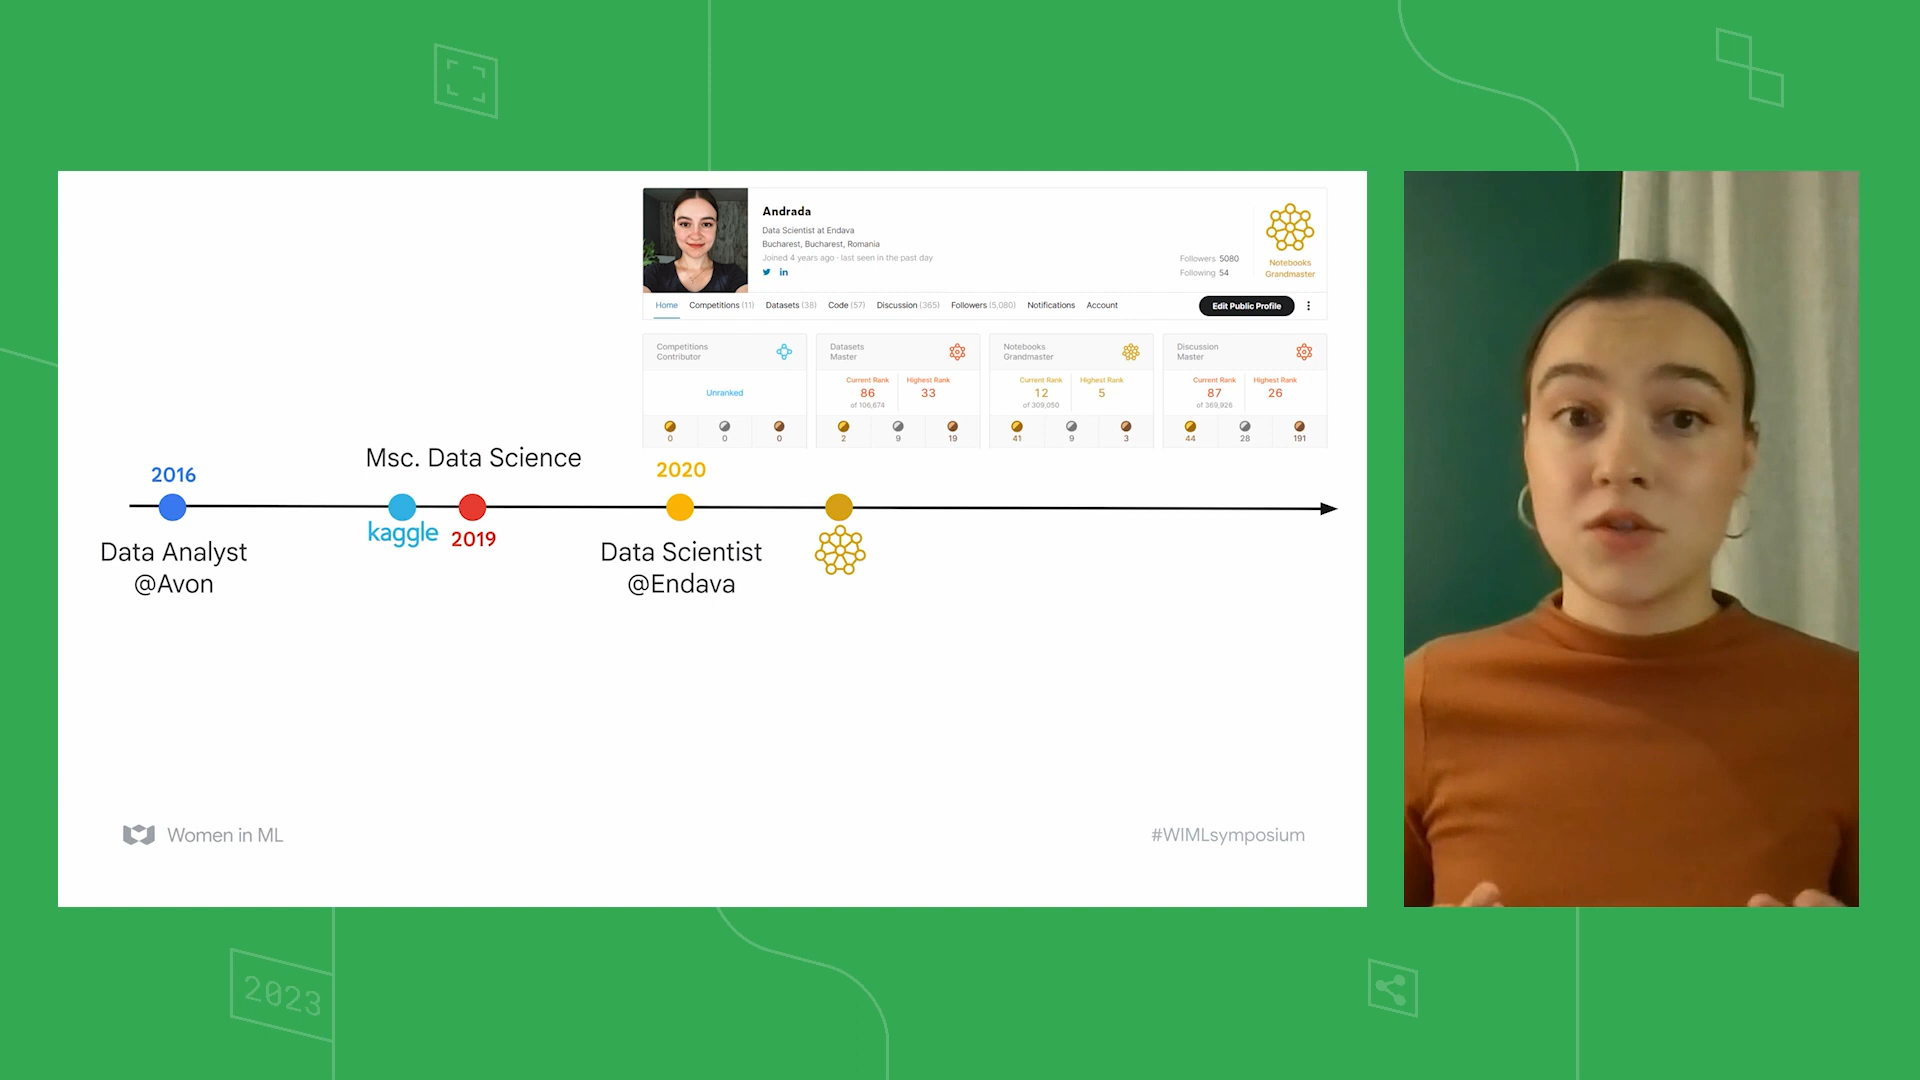 Andrada
Data Scientist at Endava
Bucharest, Bucharest, Romania
Joined 4 years ago · last seen in the past day
Followers 5080
Following 54
Notebooks
Grandmaster
Home Competitions (11) Datasets (38) Code (57) Discussion (365) Followers (5,080) Notifications Account Edit Public Profile
Competitions
Contributor
Unranked
0 0 0
Datasets
Master
Current Rank Highest Rank
86 33
of 106,674
2 9 19
Notebooks
Grandmaster
Current Rank Highest Rank
12 5
of 309,050
41 9 3
Discussion
Master
Current Rank Highest Rank
87 26
of 369,926
44 28 191
2016
Data Analyst
@Avon
kaggle
Msc. Data Science
2019
2020
Data Scientist
@Endava
Women in ML
#WIMLsymposium
2023